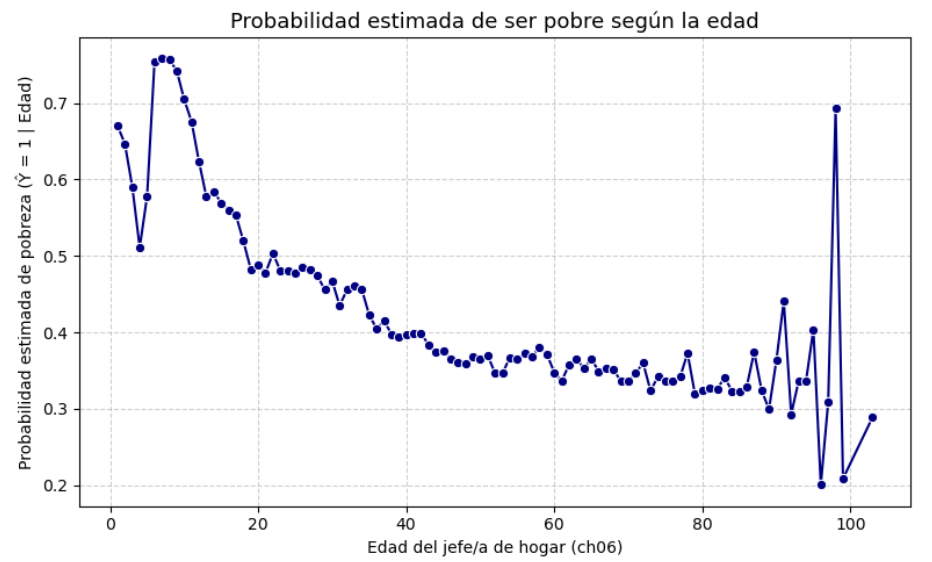 Probabilidad estimada de ser pobre según la edad
Probabilidad estimada de pobreza (Ŷ = 1 | Edad)
0.7
0.6
0.5
0.4
0.3
0.2
0 20 40 60 80 100
Edad del jefe/a de hogar (ch06)